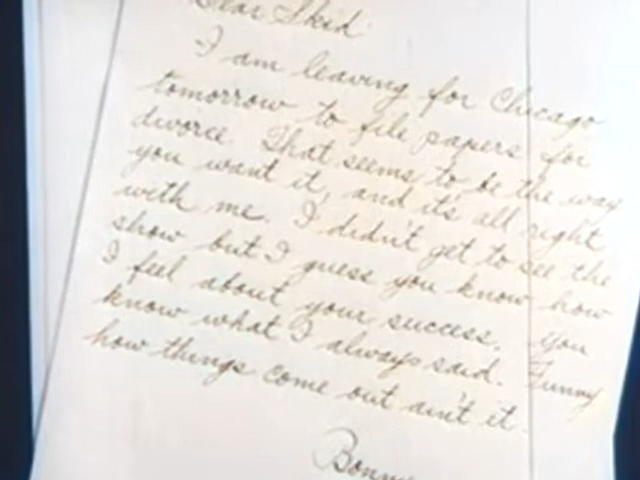 Dear Skid
I am leaving for Chicago
tomorrow to file papers for
divorce. That seems to be the way
you want it, and it's all right
with me. I didn't get to see the
show but I guess you know how
I feel about your success. You
know what I always said. Funny
how things come out ain't it.